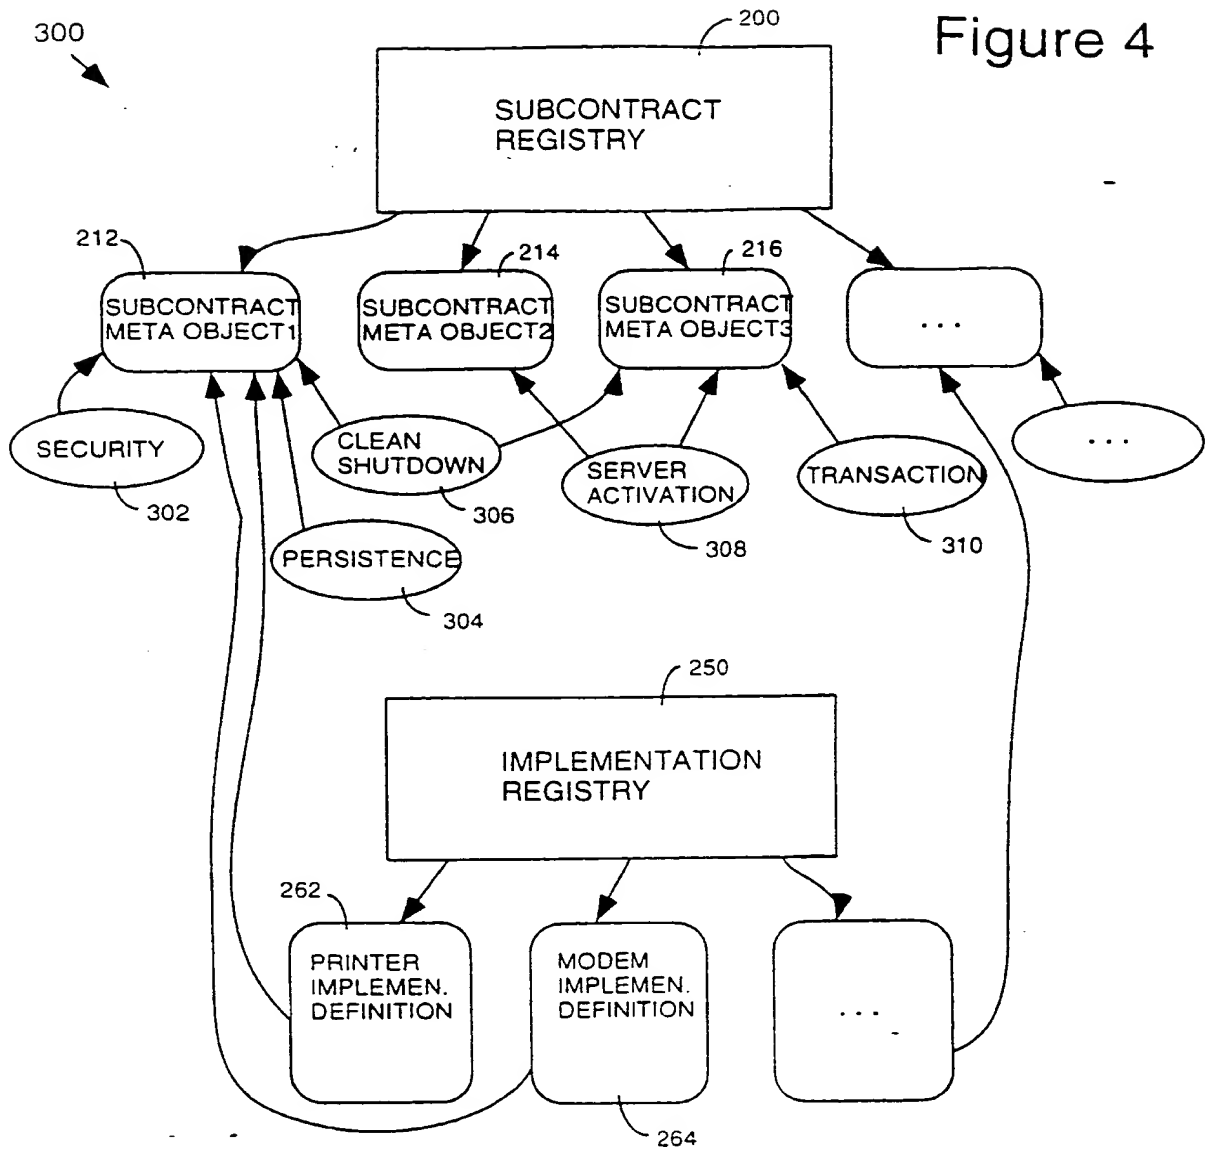 300
200
Figure 4
SUBCONTRACT
REGISTRY
212
214
216
SUBCONTRACT
META OBJECT1
SUBCONTRACT
META OBJECT2
SUBCONTRACT
META OBJECT3
...
SECURITY
302
CLEAN
SHUTDOWN
306
SERVER
ACTIVATION
308
TRANSACTION
310
...
PERSISTENCE
304
250
IMPLEMENTATION
REGISTRY
262
PRINTER
IMPLEMEN.
DEFINITION
MODEM
IMPLEMEN.
DEFINITION
...
264